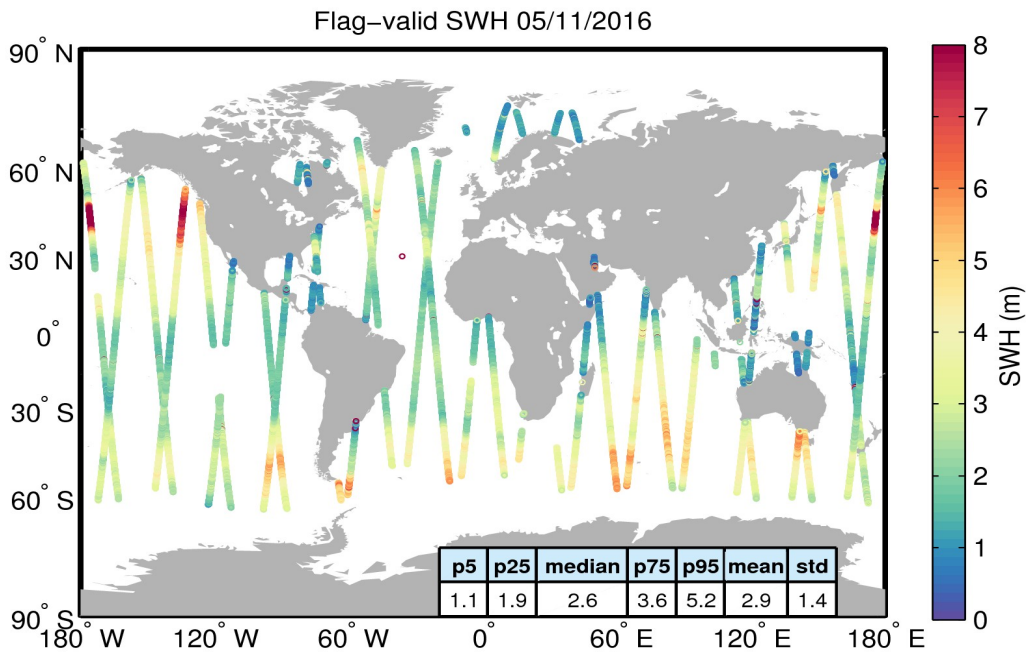 Flag−valid SWH 05/11/2016
90° N
60° N
30° N
0°
30° S
60° S
90° S
180° W 120° W 60° W 0° 60° E 120° E 180° E
p5 p25 median p75 p95 mean std
1.1 1.9 2.6 3.6 5.2 2.9 1.4
8
7
6
5
4
3
2
1
0
SWH (m)